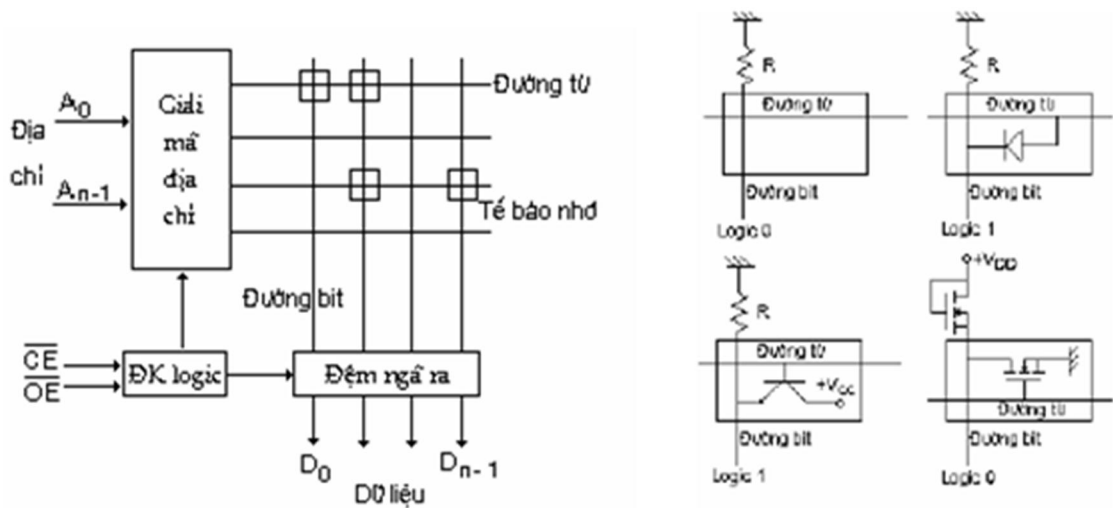 Địa chỉ
A0
An-1
Giải mã địa chỉ
Đường từ
Tế bào nhớ
Đường bit
CE
OE
ĐK logic
Đệm ngã ra
D0
Dn-1
Dữ liệu
R
Đường từ
Đường bit
Logic 0
R
Đường từ
Đường bit
Logic 1
R
Đường từ
+Vcc
Đường bit
Logic 1
+VDD
Đường từ
Đường bit
Logic 0